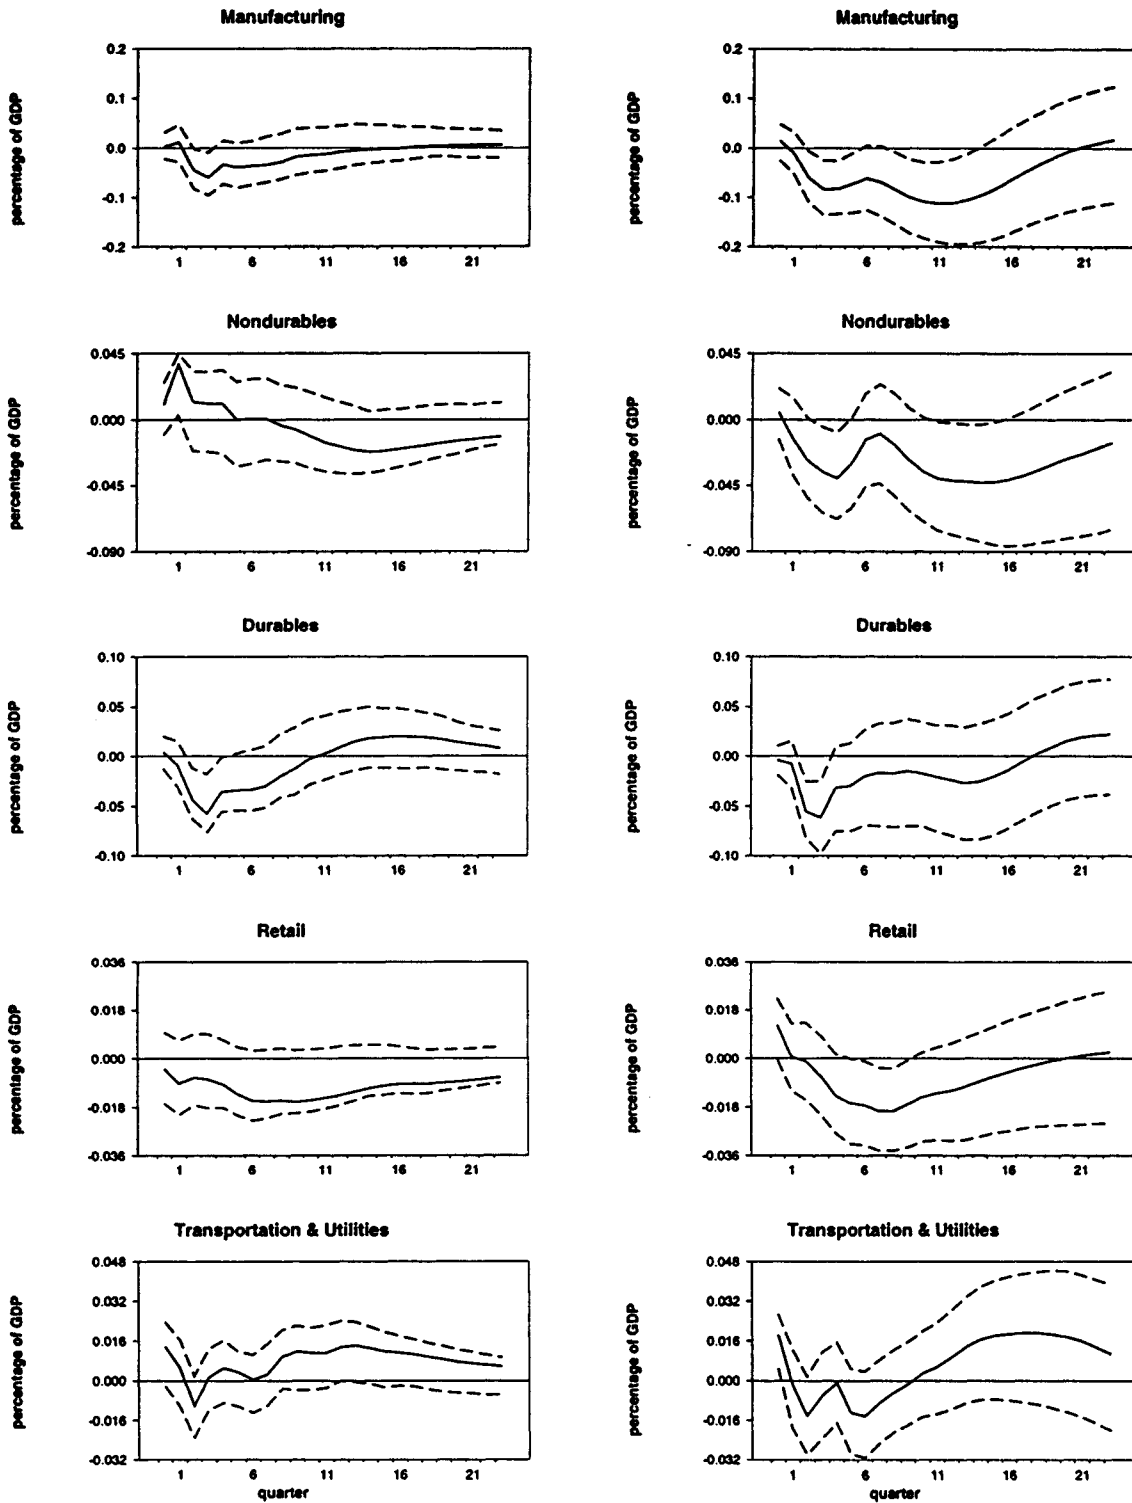 Manufacturing
percentage of GDP
0.2
0.1
0.0
-0.1
-0.2
1 6 11 16 21
Manufacturing
percentage of GDP
0.2
0.1
0.0
-0.1
-0.2
1 6 11 16 21
Nondurables
percentage of GDP
0.045
0.000
-0.045
-0.090
1 6 11 16 21
Nondurables
percentage of GDP
0.045
0.000
-0.045
-0.090
1 6 11 16 21
Durables
percentage of GDP
0.10
0.05
0.00
-0.05
-0.10
1 6 11 16 21
Durables
percentage of GDP
0.10
0.05
0.00
-0.05
-0.10
1 6 11 16 21
Retail
percentage of GDP
0.036
0.018
0.000
-0.018
-0.036
1 6 11 16 21
Retail
percentage of GDP
0.036
0.018
0.000
-0.018
-0.036
1 6 11 16 21
Transportation & Utilities
percentage of GDP
0.048
0.032
0.016
0.000
-0.016
-0.032
1 6 11 16 21
quarter
Transportation & Utilities
percentage of GDP
0.048
0.032
0.016
0.000
-0.016
-0.032
1 6 11 16 21
quarter